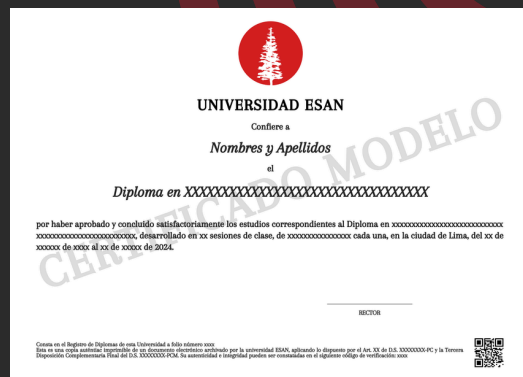 UNIVERSIDAD ESAN
Confiere a
Nombres y Apellidos
el
Diploma en XXXXXXXXXXXXXXXXXXXXXXXXXXXXXXXX
por haber aprobado y concluido satisfactoriamente los estudios correspondientes al Diploma en xxxxxxxxxxxxxxxxxxxxxxxxxxxx
xxxxxxxxxxxxxxxxxxxxxxxxx, desarrollado en xx sesiones de clase, de xxxxxxxxxxxxxxxx cada una, en la ciudad de Lima, del xx de
xxxxxx de xxxx al xx de xxxxx de 2024.
CERTIFICADO MODELO
RECTOR
Consta en el Registro de Diplomas de esta Universidad a folio número xxxx
Esta es una copia auténtiac imprimible de un documento electrónico archivado por la universidad ESAN, aplicando lo dispuesto por el Art. XX de D.S. XXXXXXXX-PC y la Tercera
Disposición Complementaria Final del D.S. XXXXXXXX-PCM. Su autenticidad e integridad pueden ser constatadas en el siguiente código de verificación: xxxx